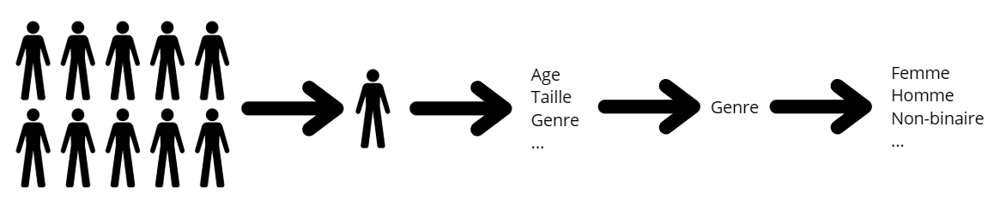 Age
Taille
Genre
...
Genre
Femme
Homme
Non-binaire
...